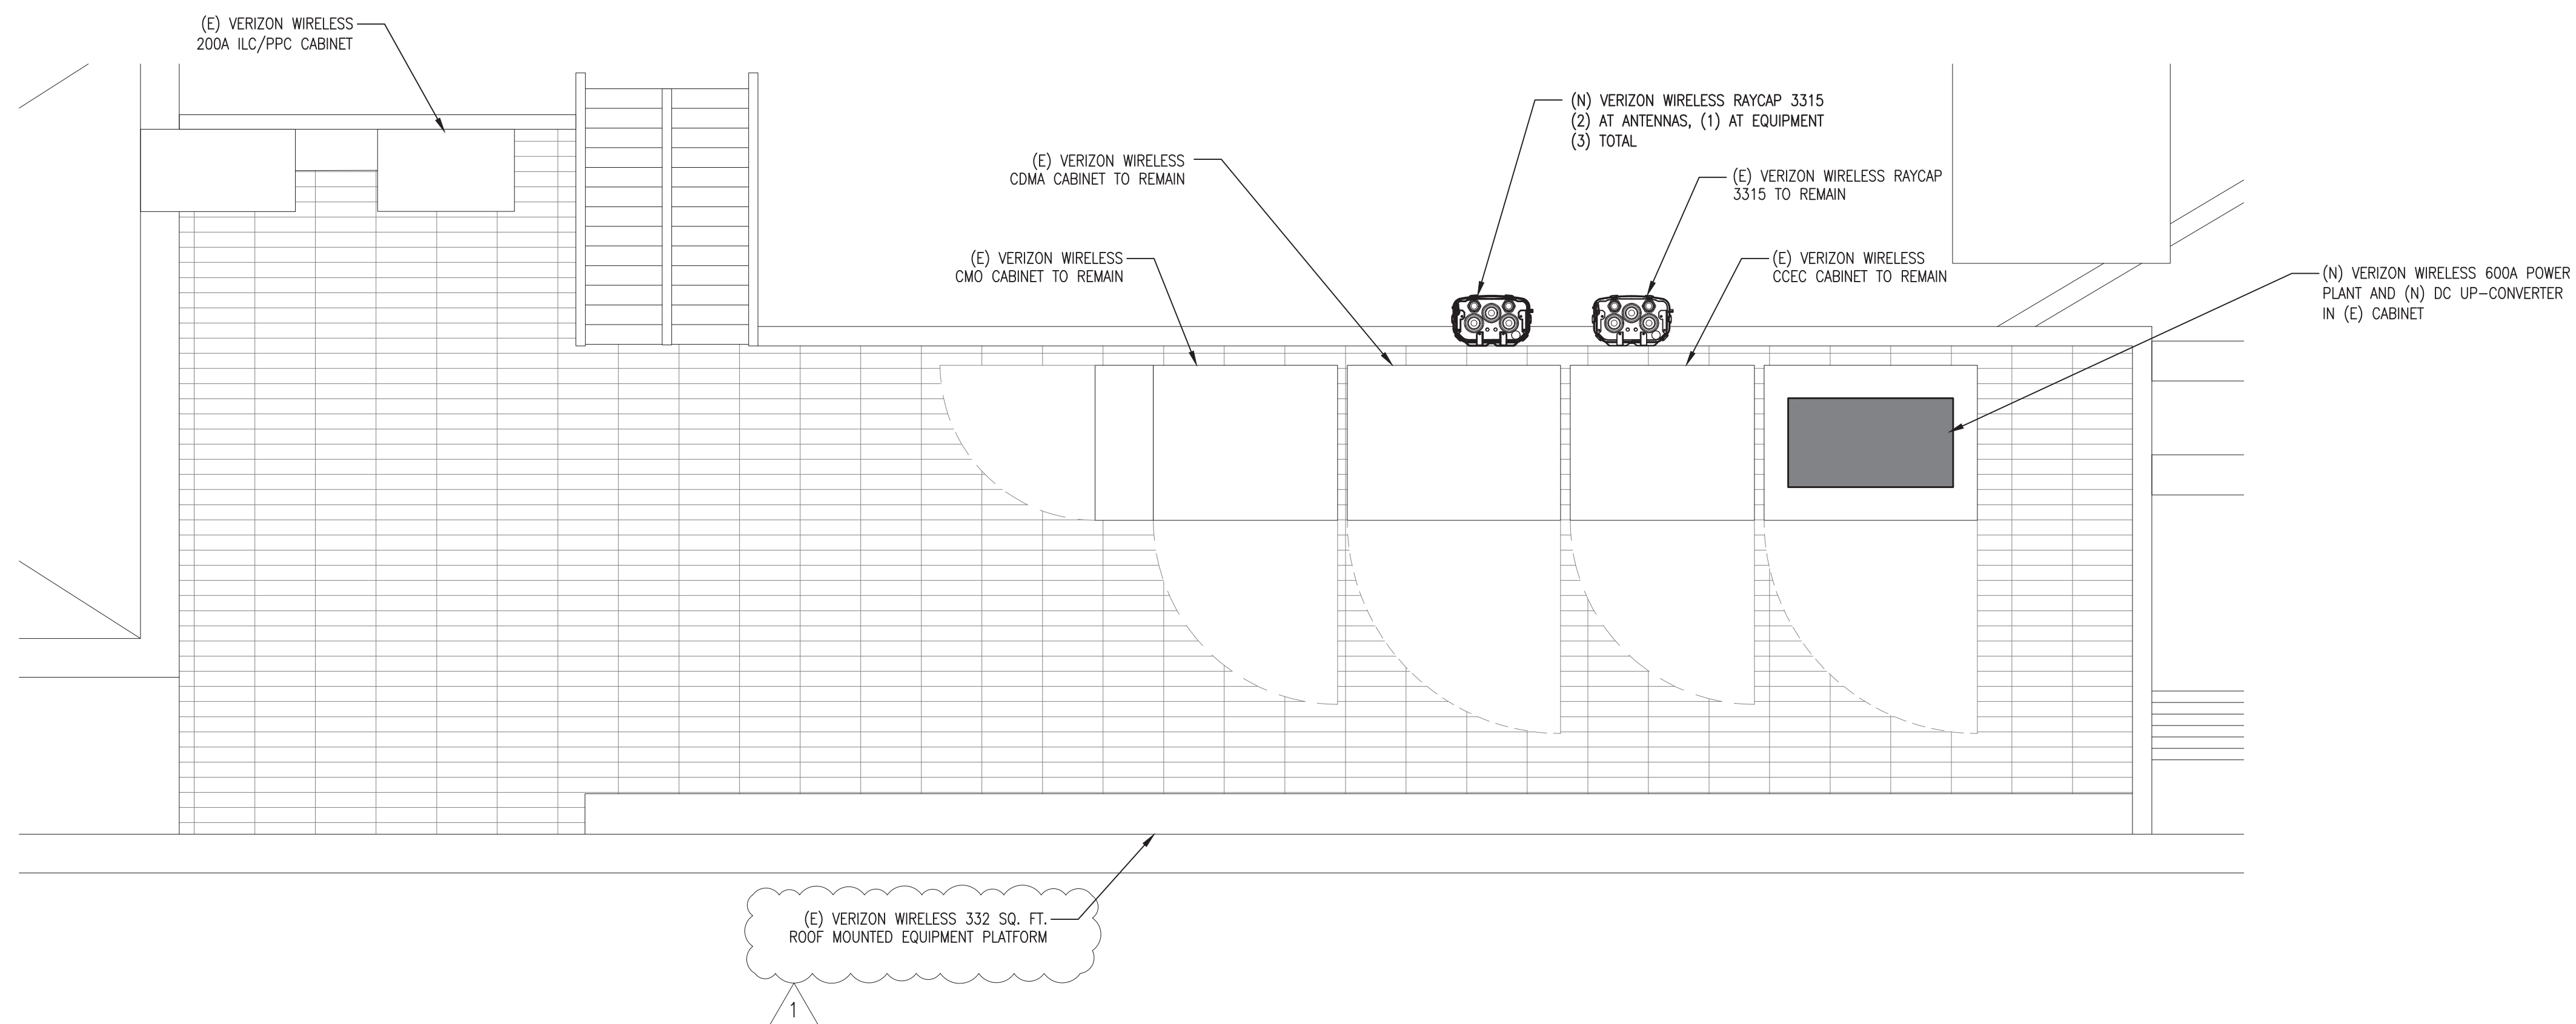 (E) VERIZON WIRELESS
200A ILC/PPC CABINET
(N) VERIZON WIRELESS RAYCAP 3315
(2) AT ANTENNAS, (1) AT EQUIPMENT
(3) TOTAL
(E) VERIZON WIRELESS
CDMA CABINET TO REMAIN
(E) VERIZON WIRELESS RAYCAP
3315 TO REMAIN
(E) VERIZON WIRELESS
CMO CABINET TO REMAIN
(E) VERIZON WIRELESS
CCEC CABINET TO REMAIN
(N) VERIZON WIRELESS 600A POWER
PLANT AND (N) DC UP-CONVERTER
IN (E) CABINET
(E) VERIZON WIRELESS 332 SQ. FT.
ROOF MOUNTED EQUIPMENT PLATFORM
1